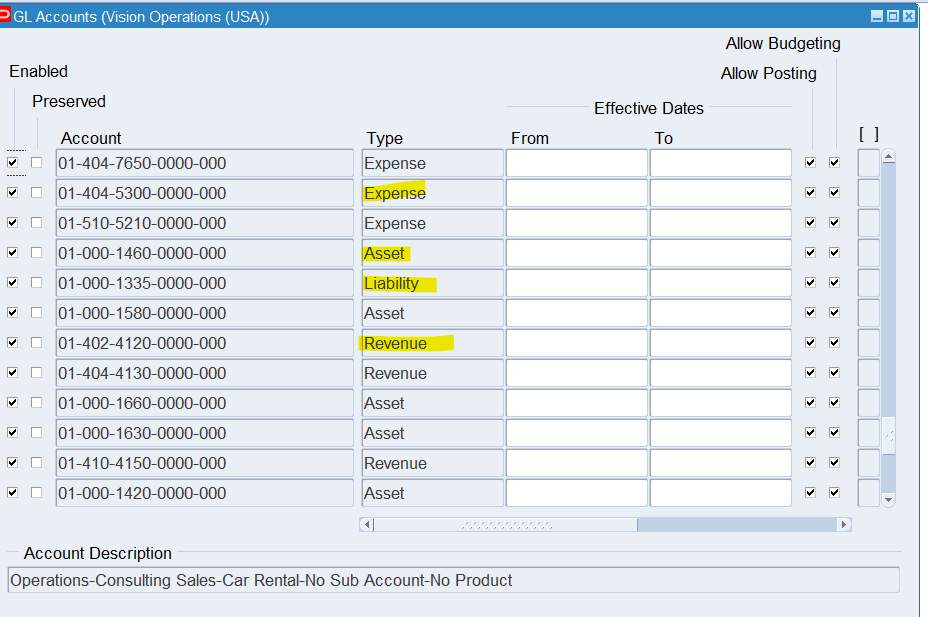 GL Accounts (Vision Operations (USA))
Allow Budgeting
Enabled
Allow Posting
Preserved
Effective Dates
Account Type From To [ ]
01-404-7650-0000-000 Expense
01-404-5300-0000-000 Expense
01-510-5210-0000-000 Expense
01-000-1460-0000-000 Asset
01-000-1335-0000-000 Liability
01-000-1580-0000-000 Asset
01-402-4120-0000-000 Revenue
01-404-4130-0000-000 Revenue
01-000-1660-0000-000 Asset
01-000-1630-0000-000 Asset
01-410-4150-0000-000 Revenue
01-000-1420-0000-000 Asset
Account Description
Operations-Consulting Sales-Car Rental-No Sub Account-No Product